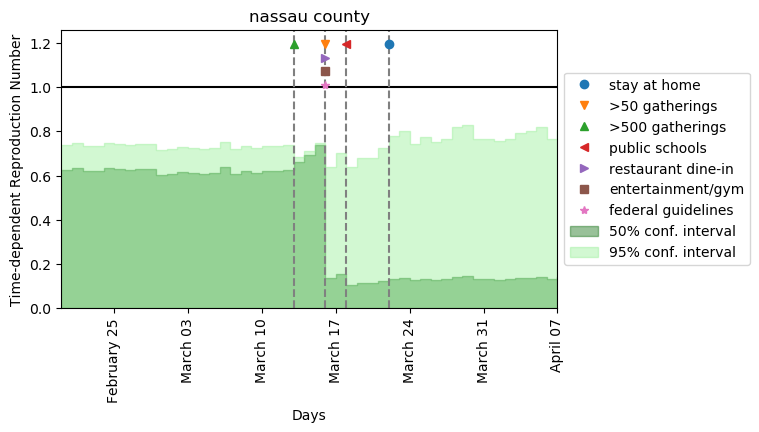 nassau county
Time-dependent Reproduction Number
1.2
1.0
0.8
0.6
0.4
0.2
0.0
February 25
March 03
March 10
March 17
March 24
March 31
April 07
Days
stay at home
>50 gatherings
>500 gatherings
public schools
restaurant dine-in
entertainment/gym
federal guidelines
50% conf. interval
95% conf. interval